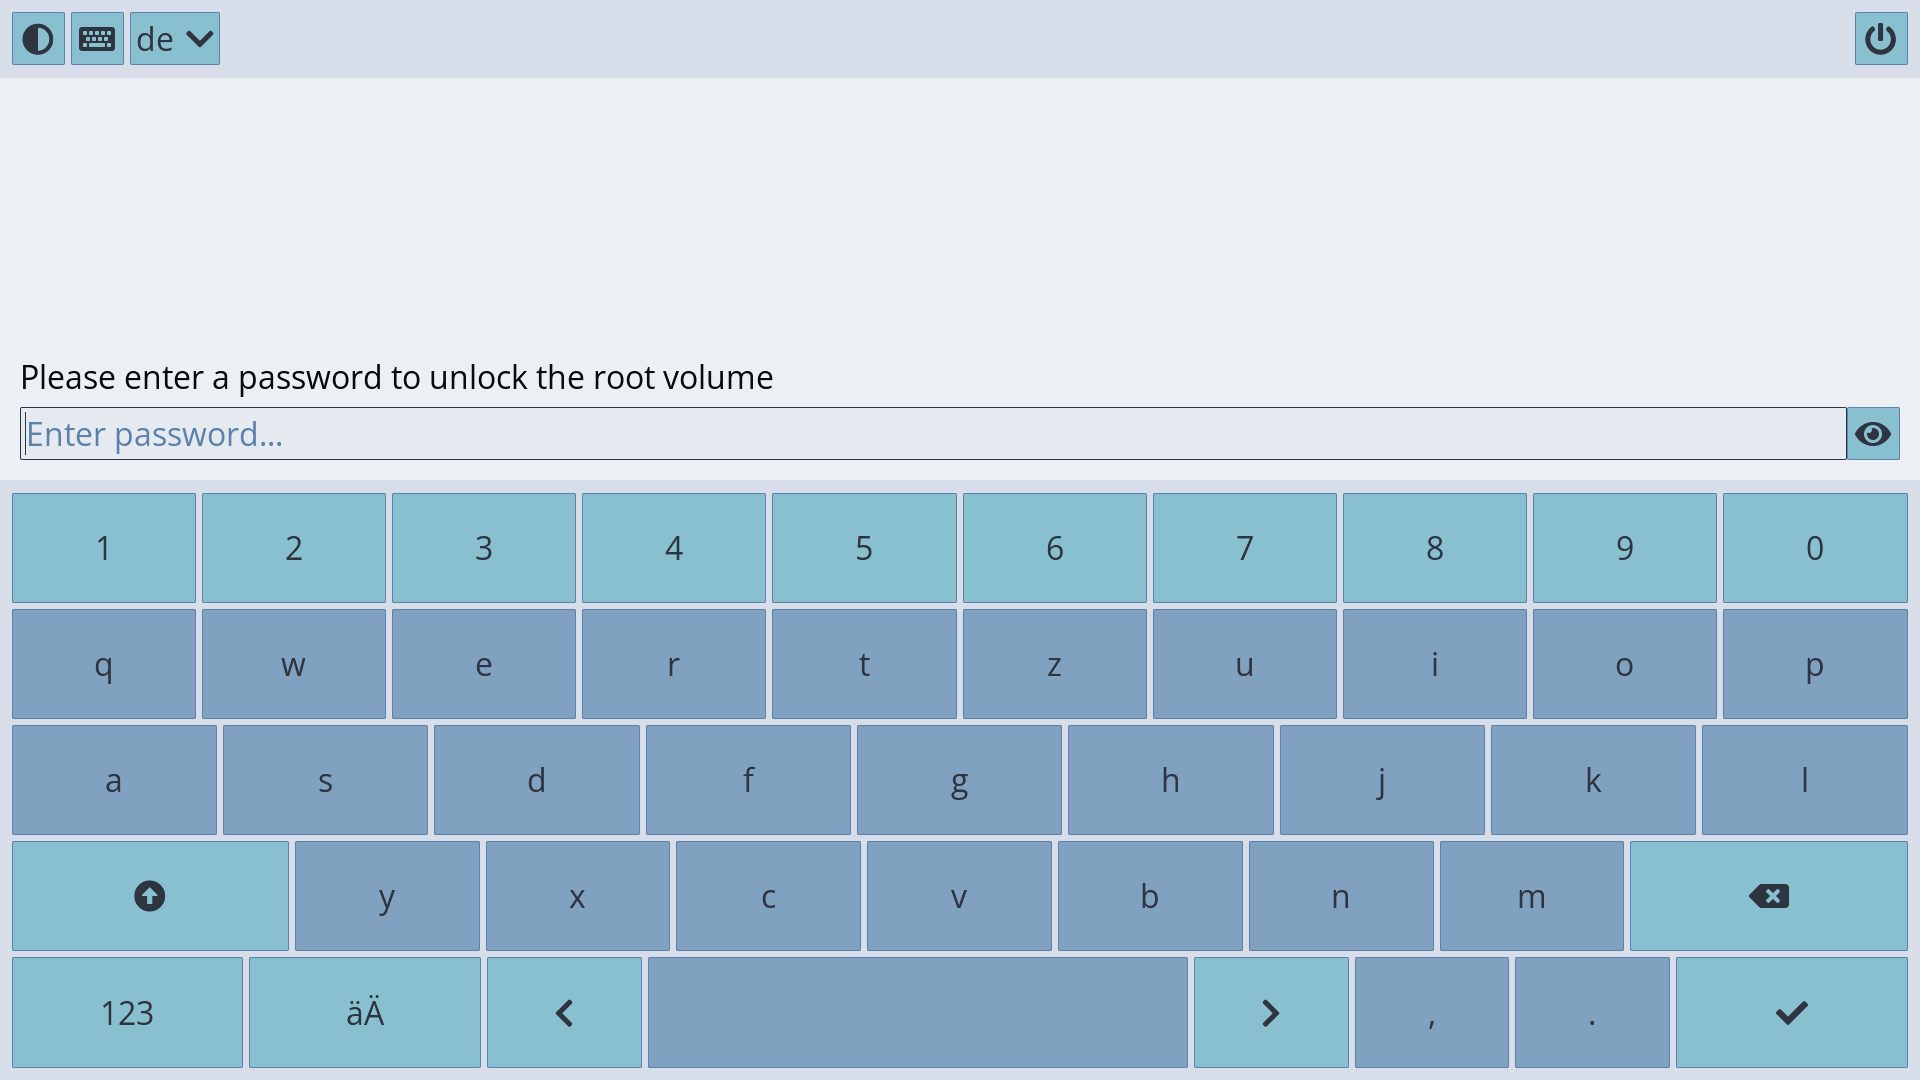 de
Please enter a password to unlock the root volume
Enter password...
1 2 3 4 5 6 7 8 9 0
q w e r t z u i o p
a s d f g h j k l
y x c v b n m
123 äÄ , .